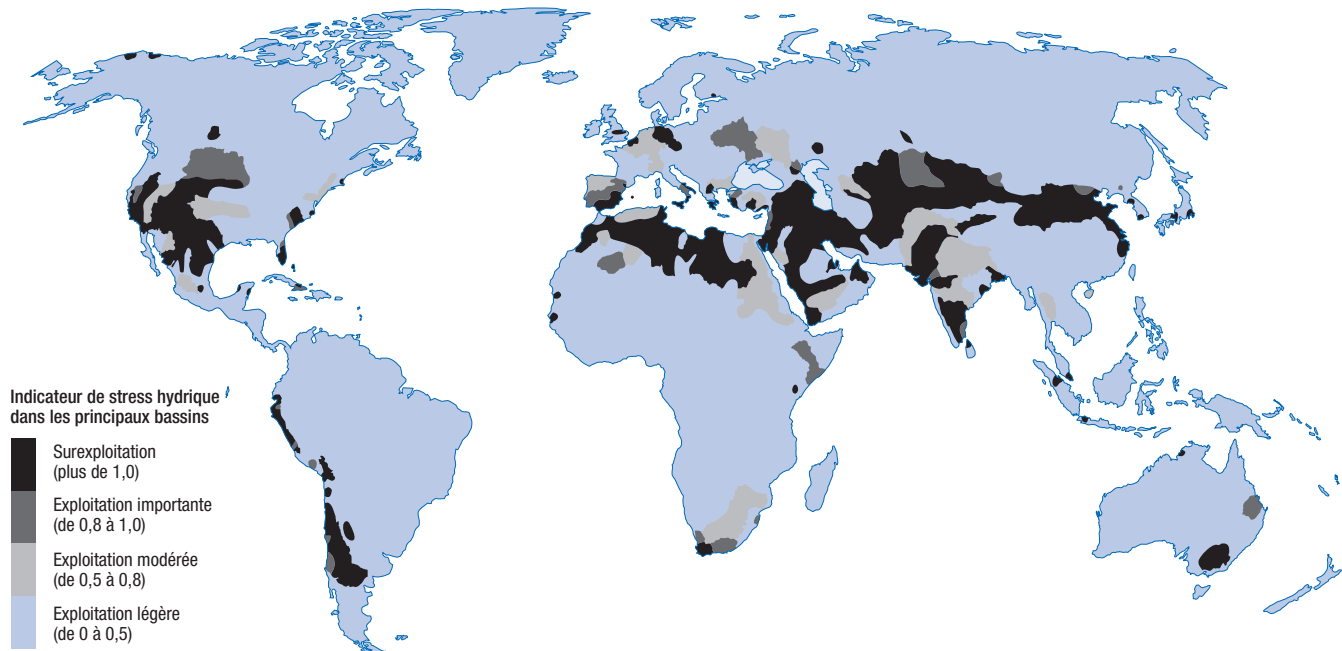 Indicateur de stress hydrique
dans les principaux bassins
Surexploitation
(plus de 1,0)
Exploitation importante
(de 0,8 à 1,0)
Exploitation modérée
(de 0,5 à 0,8)
Exploitation légère
(de 0 à 0,5)